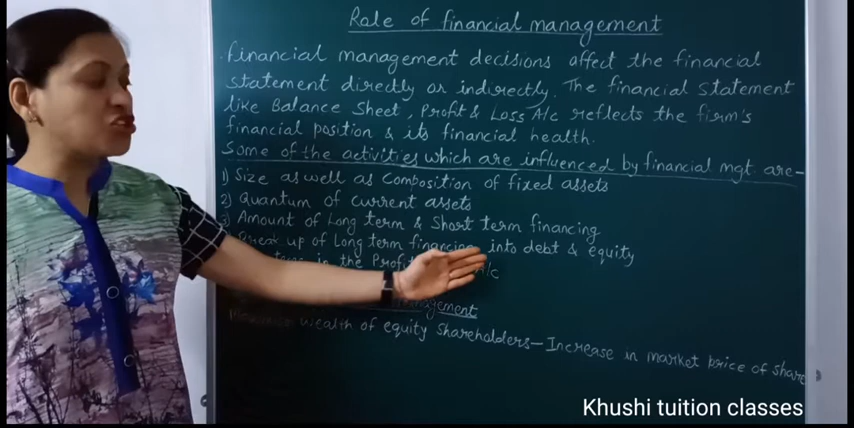 Role of financial management
Financial management decisions affect the financial
statement directly or indirectly. The financial statement
like Balance Sheet, Profit & Loss A/c reflects the firm's
financial position & its financial health.
Some of the activities which are influenced by financial mgt. are-
1) Size as well as Composition of fixed assets
2) Quantum of Current assets
3) Amount of Long term & Short term financing
Break up of Long term financing into debt & equity
in the Profit A/c
management
wealth of equity Shareholders- Increase in market price of share
Khushi tuition classes